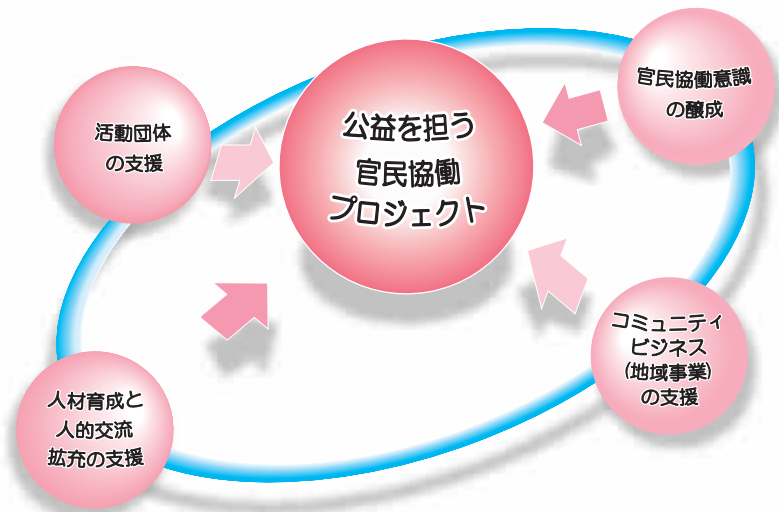 公益を担う
官民協働
プロジェクト
活動団体
の支援
官民協働意識
の醸成
人材育成と
人的交流
拡充の支援
コミュニティ
ビジネス
(地域事業)
の支援